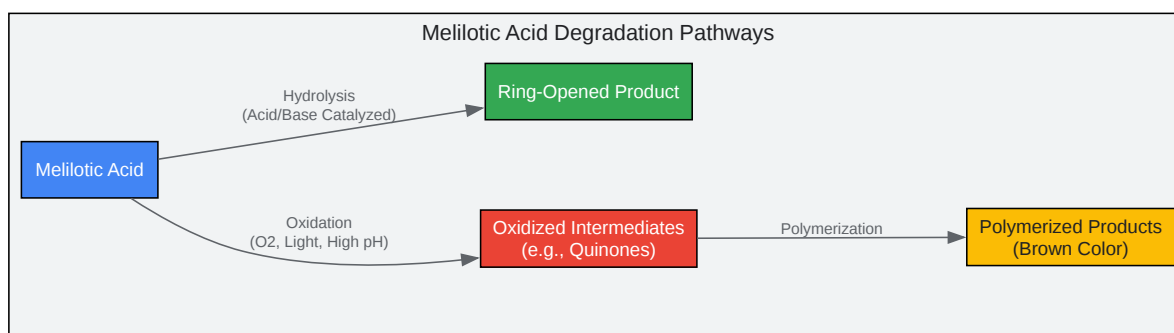 Melilotic Acid Degradation Pathways
Ring-Opened Product
Hydrolysis
(Acid/Base Catalyzed)
Melilotic Acid
Oxidation
(O2, Light, High pH)
Oxidized Intermediates
(e.g., Quinones)
Polymerization
Polymerized Products
(Brown Color)